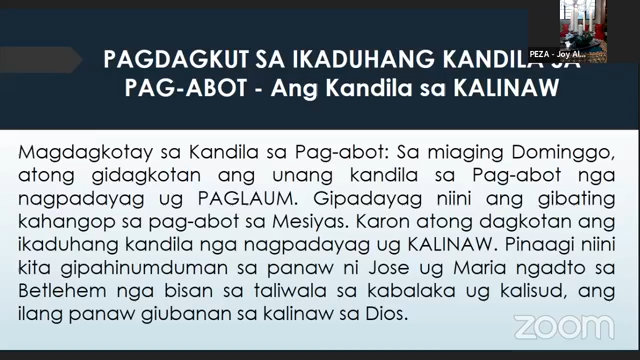 PAGDAGKUT SA IKADUHANG KANDILA SA
PAG-ABOT - Ang Kandila sa KALINAW
PEZA - Joy Al...
Magdagkotay sa Kandila sa Pag-abot: Sa miaging Dominggo,
atong gidagkotan ang unang kandila sa Pag-abot nga
nagpadayag ug PAGLAUM. Gipadayag niini ang gibating
kahangop sa pag-abot sa Mesiyas. Karon atong dagkotan ang
ikaduhang kandila nga nagpadayag ug KALINAW. Pinaagi niini
kita gipahinumduman sa panaw ni Jose ug Maria ngadto sa
Betlehem nga bisan sa taliwala sa kabalaka ug kalisud, ang
ilang panaw giubanan sa kalinaw sa Dios.
zoom